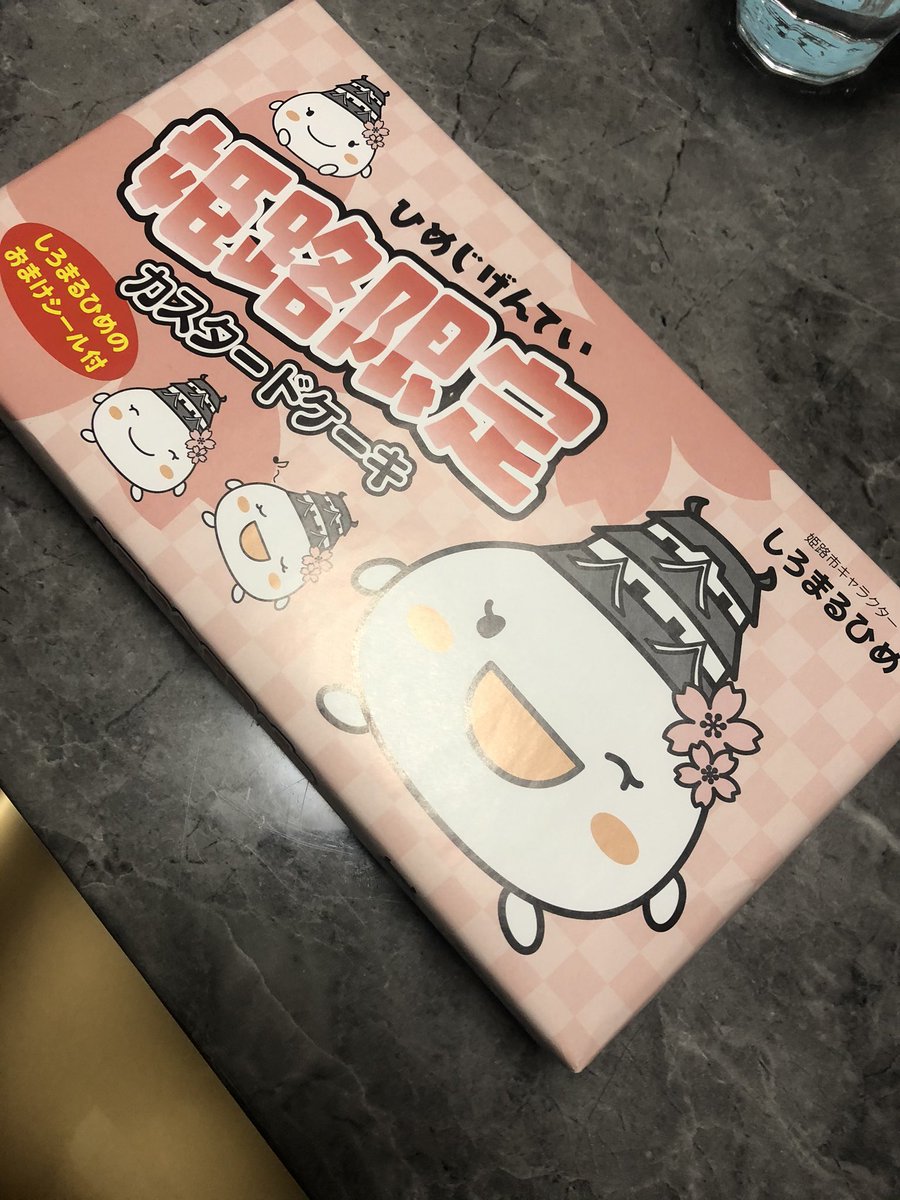 ひめじげんてい
姫路限定
カスタードケーキ
しろまるひめの
おまけシール付
姫路市キャラクター
しろまるひめ